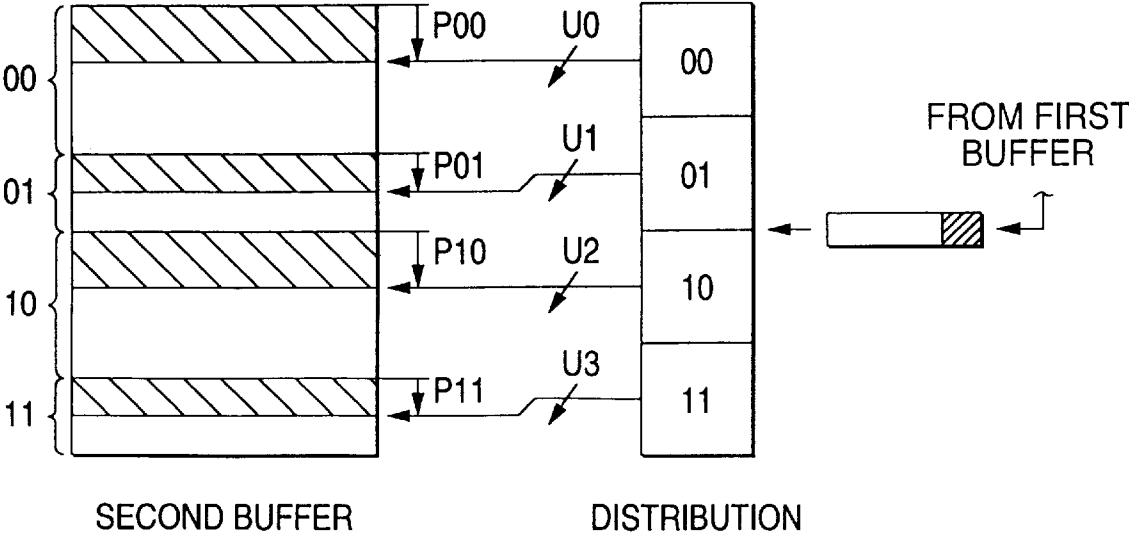 P00
U0
00
00
FROM FIRST
BUFFER
U1
P01
01
01
P10
U2
10
10
U3
P11
11
11
SECOND BUFFER
DISTRIBUTION